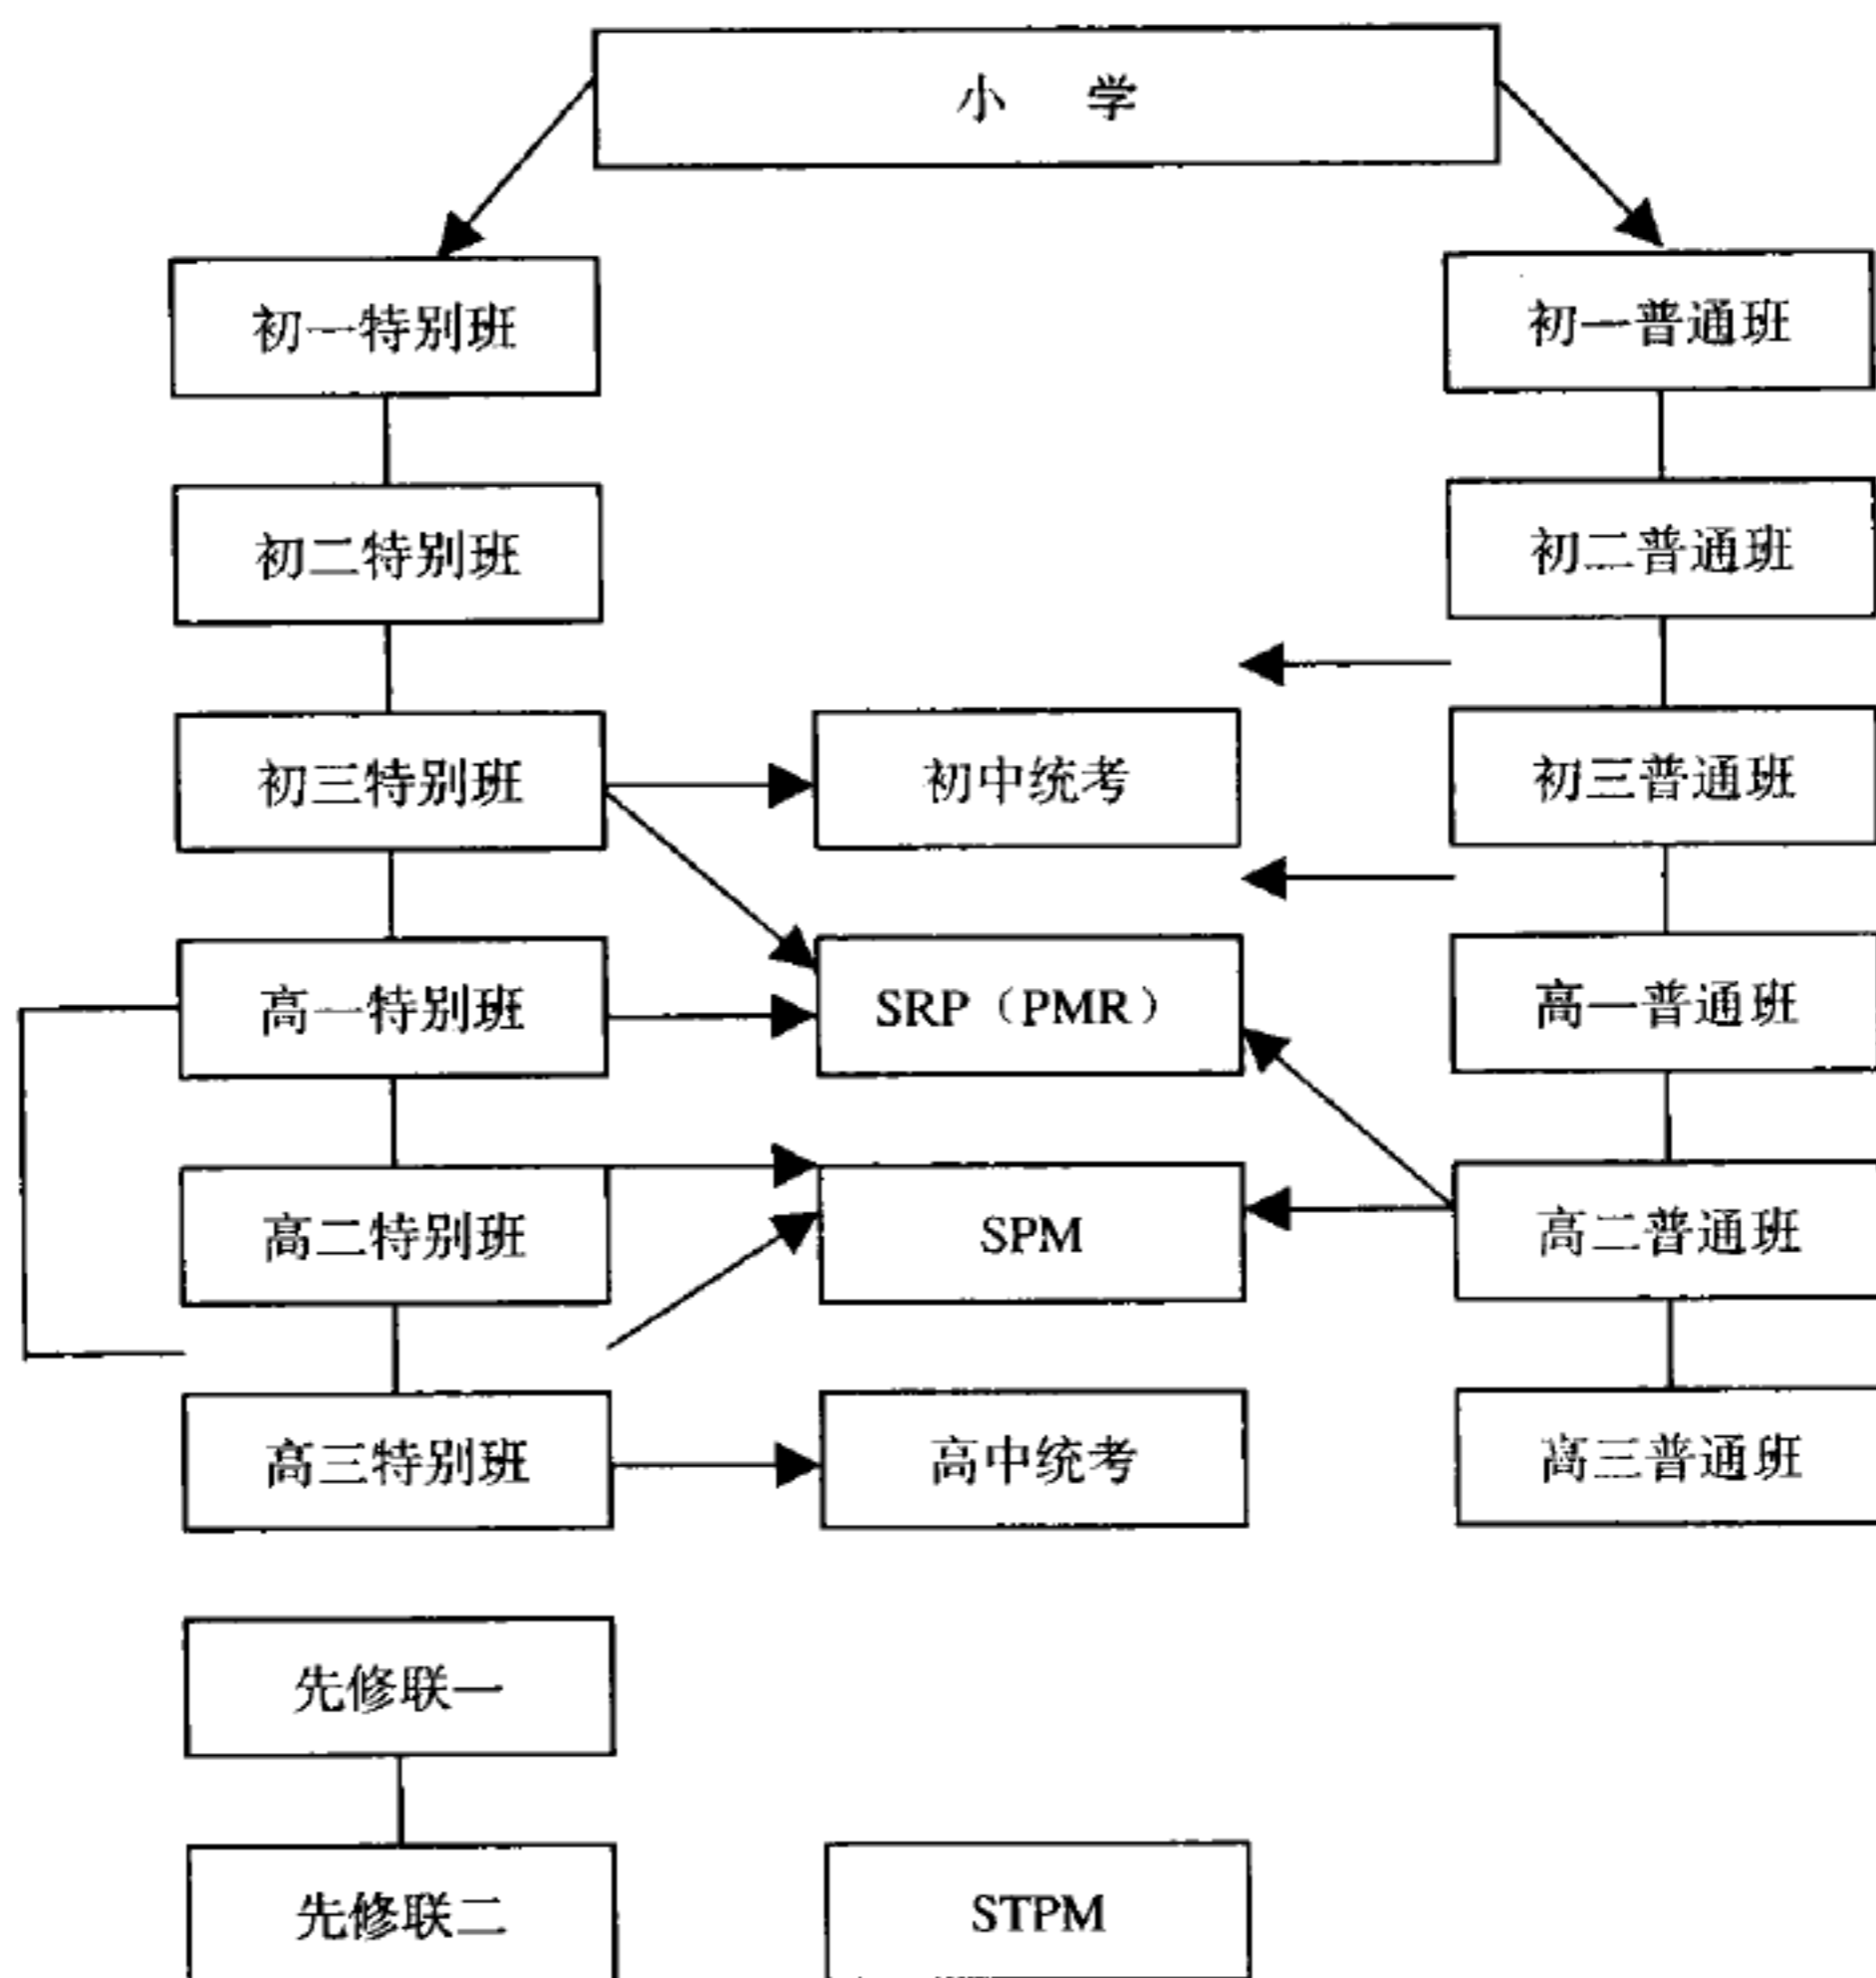 小 学
初一特别班 初一普通班
初二特别班 初二普通班
初三特别班 初中统考 初三普通班
高一特别班 SRP（PMR） 高一普通班
高二特别班 SPM 高二普通班
高三特别班 高中统考 高三普通班
先修联一
先修联二 STPM